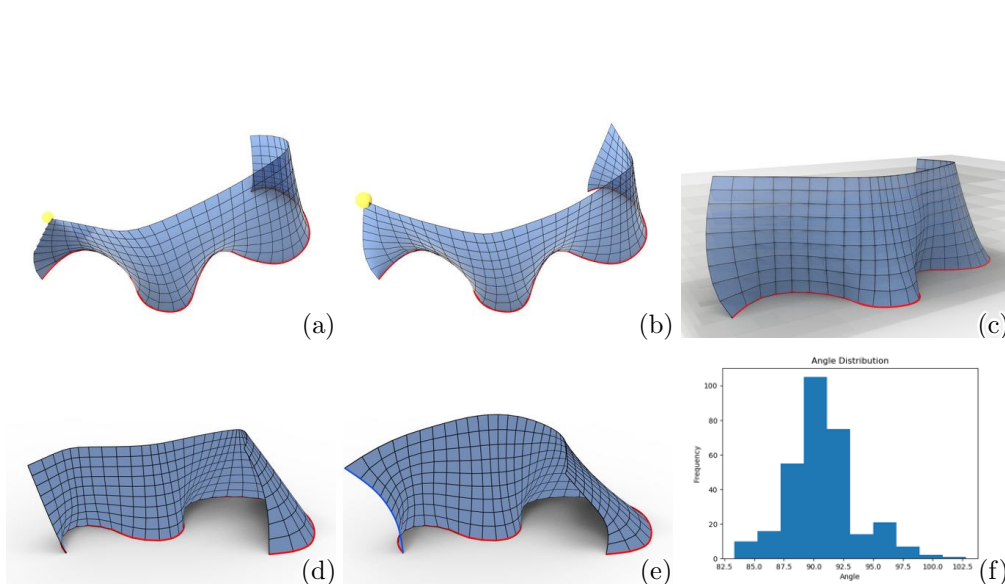 (a)
(b)
(c)
(d)
(e)
Angle Distribution
Frequency
100
80
60
40
20
0
82.5 85.0 87.5 90.0 92.5 95.0 97.5 100.0 102.5
Angle
(f)